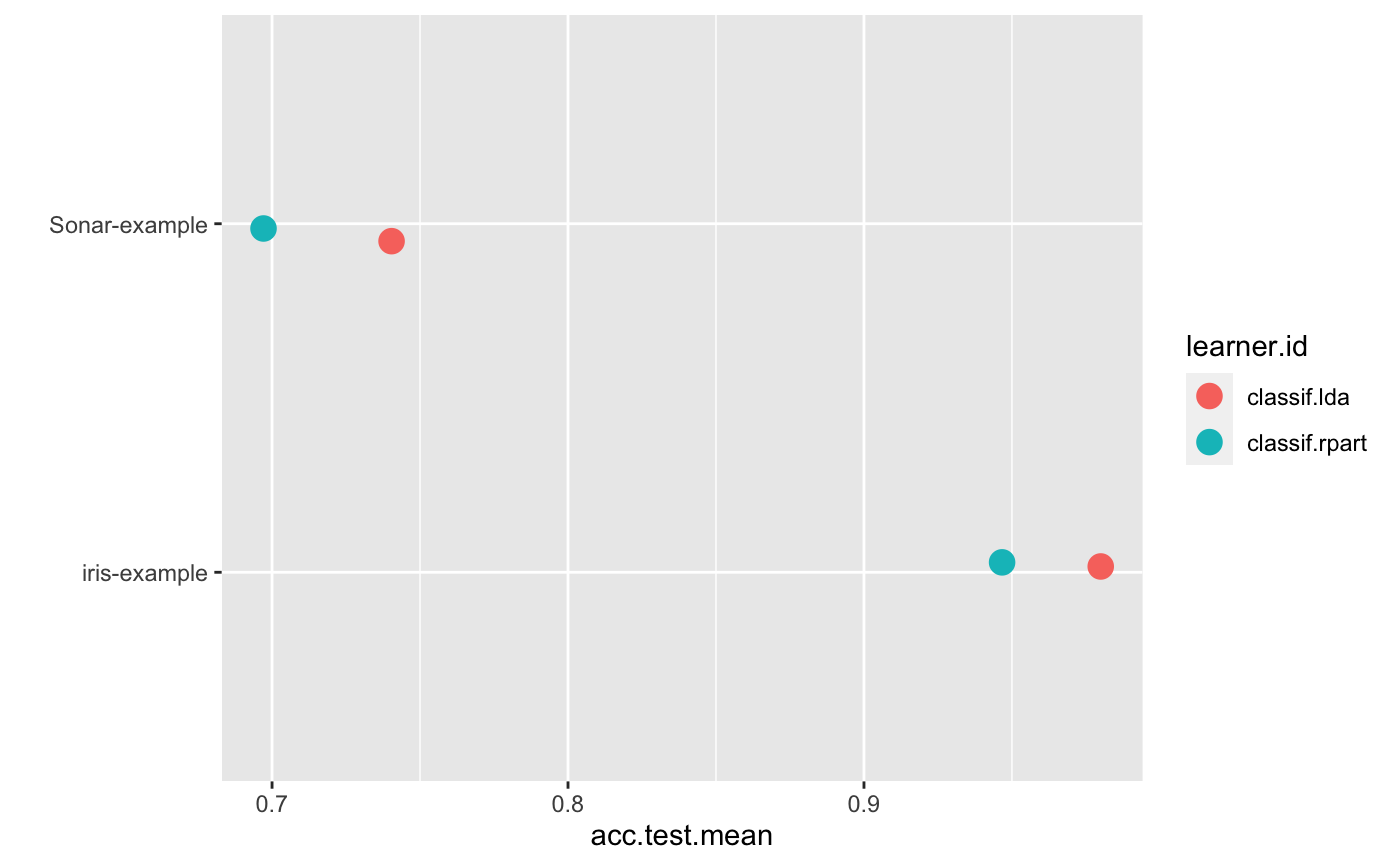 Sonar-example
iris-example
0.7 0.8 0.9
acc.test.mean
learner.id
classif.lda
classif.rpart